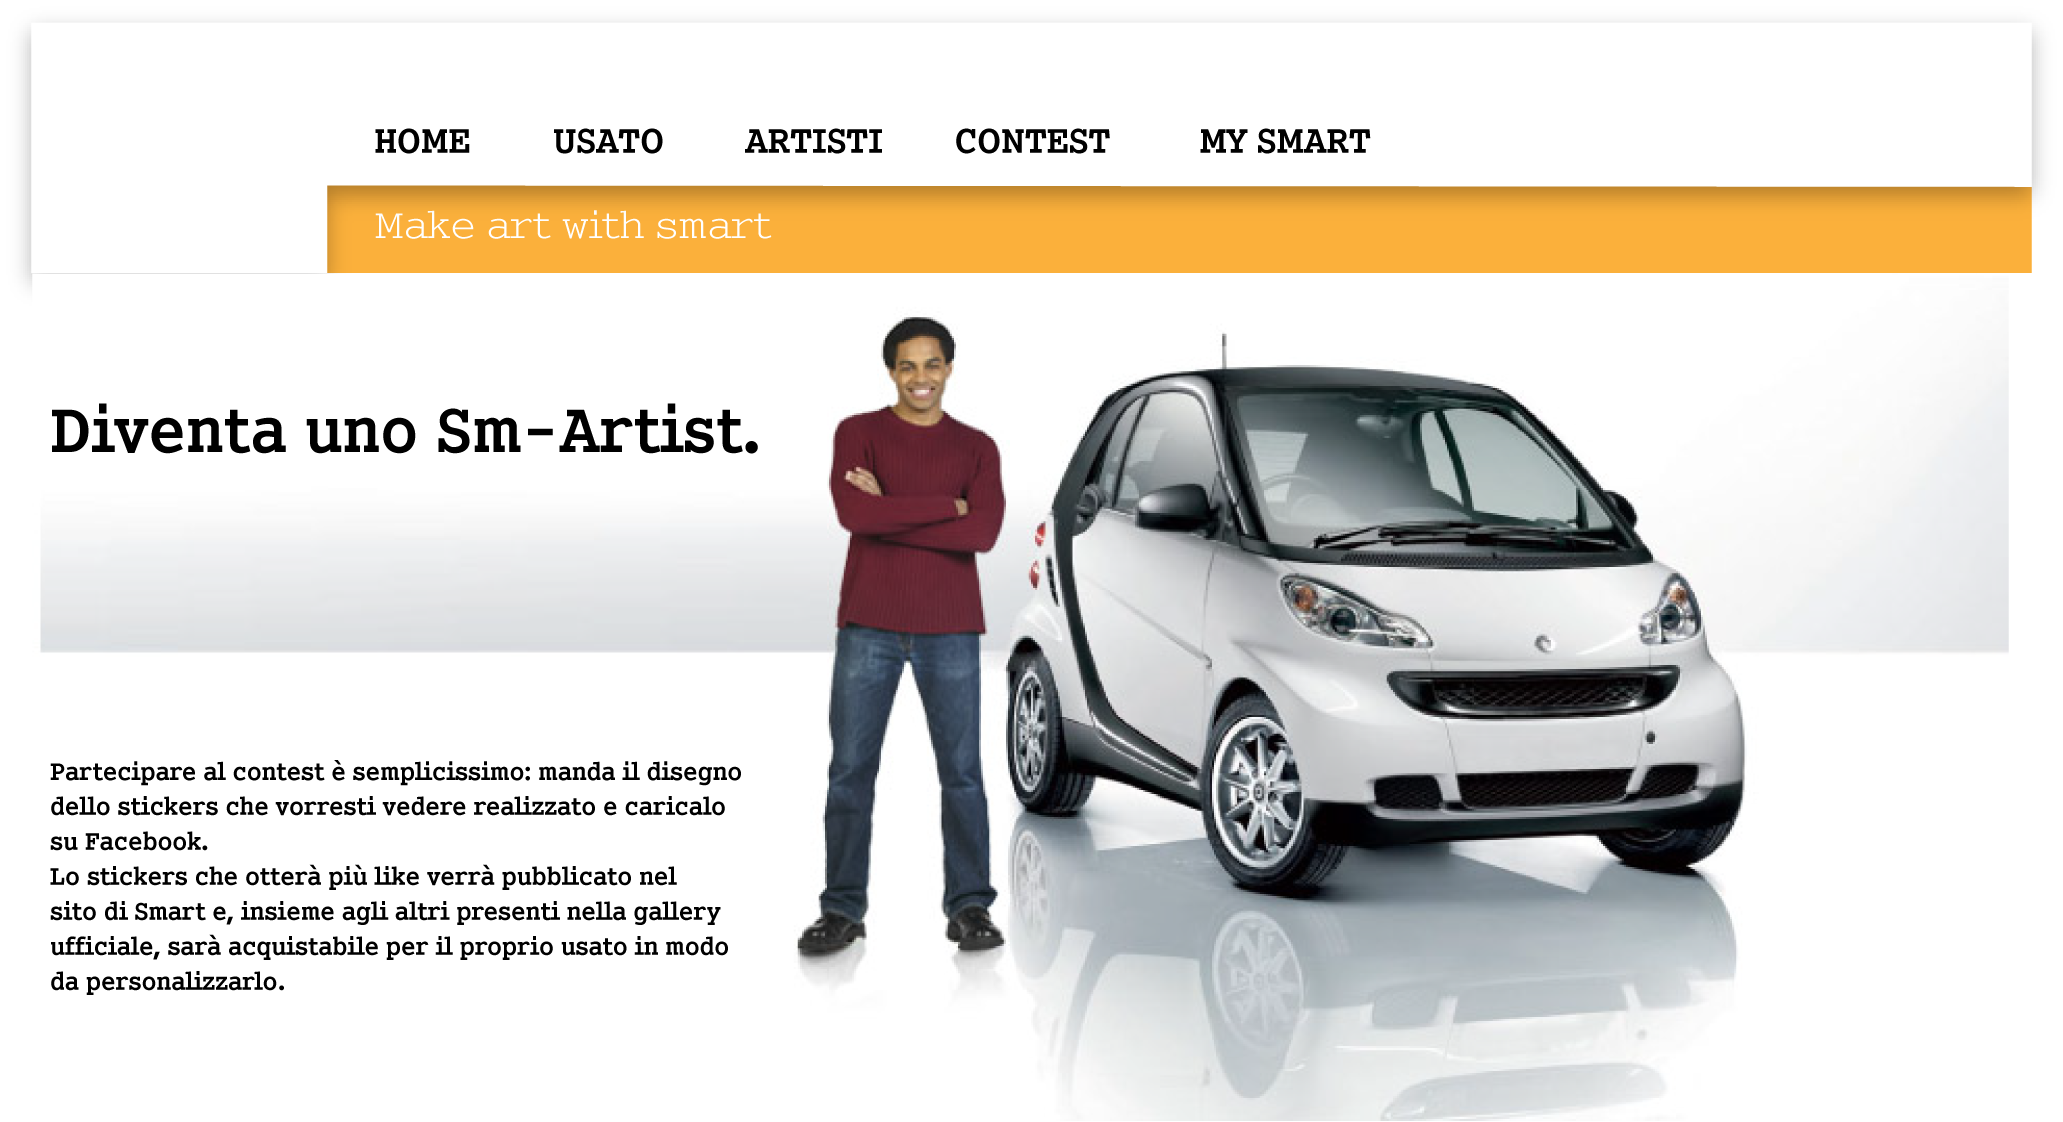 HOME USATO ARTISTI CONTEST MY SMART
Make art with smart
Diventa uno Sm-Artist.
Partecipare al contest è semplicissimo: manda il disegno
dello stickers che vorresti vedere realizzato e caricalo
su Facebook.
Lo stickers che otterà più like verrà pubblicato nel
sito di Smart e, insieme agli altri presenti nella gallery
ufficiale, sarà acquistabile per il proprio usato in modo
da personalizzarlo.